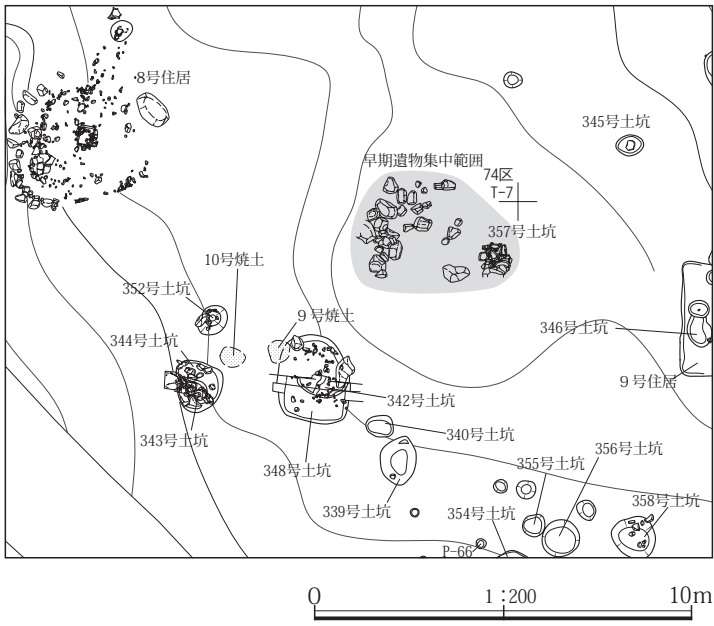 8号住居
345号土坑
早期遺物集中範囲
74区
T-7
357号土坑
10号焼土
352号土坑
9号焼土
344号土坑
346号土坑
9号住居
342号土坑
343号土坑
340号土坑
356号土坑
355号土坑
348号土坑
358号土坑
339号土坑
354号土坑
P-66
0 1:200 10m